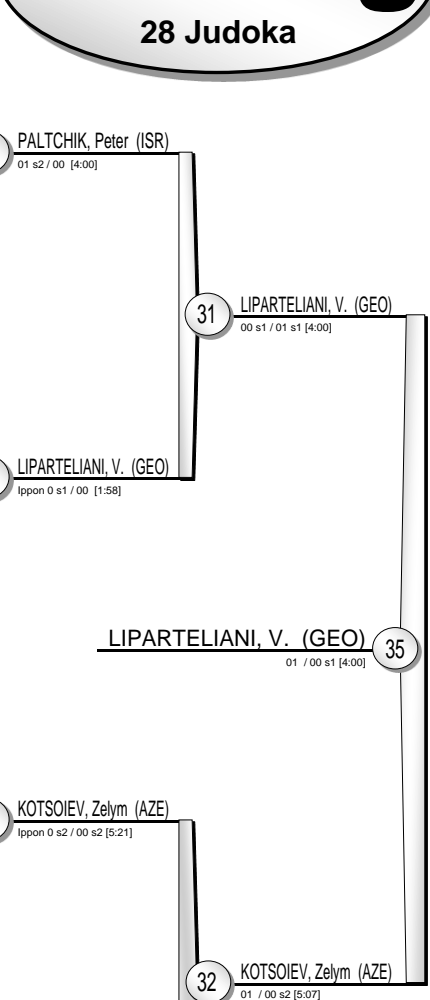 28 Judoka
PALTCHIK, Peter (ISR)
01 s2 / 00 [4:00]
31
LIPARTELIANI, V. (GEO)
00 s1 / 01 s1 [4:00]
LIPARTELIANI, V. (GEO)
Ippon 0 s1 / 00 [1:58]
LIPARTELIANI, V. (GEO)
35
01 / 00 s1 [4:00]
KOTSOIEV, Zelym (AZE)
Ippon 0 s2 / 00 s2 [5:21]
32
KOTSOIEV, Zelym (AZE)
01 / 00 s2 [5:07]